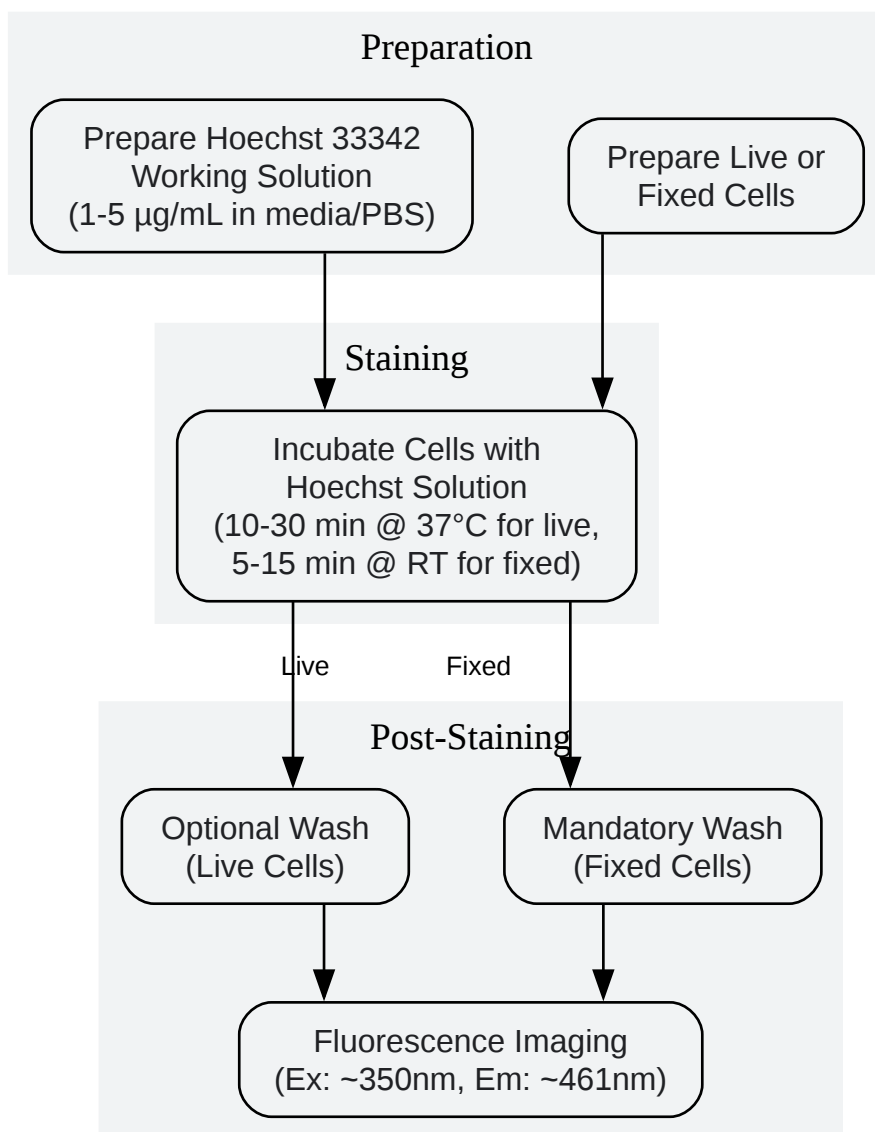 Preparation
Prepare Hoechst 33342
Working Solution
(1-5 µg/mL in media/PBS)
Prepare Live or
Fixed Cells
Staining
Incubate Cells with
Hoechst Solution
(10-30 min @ 37°C for live,
5-15 min @ RT for fixed)
Live
Fixed
Post-Staining
Optional Wash
(Live Cells)
Mandatory Wash
(Fixed Cells)
Fluorescence Imaging
(Ex: ~350nm, Em: ~461nm)